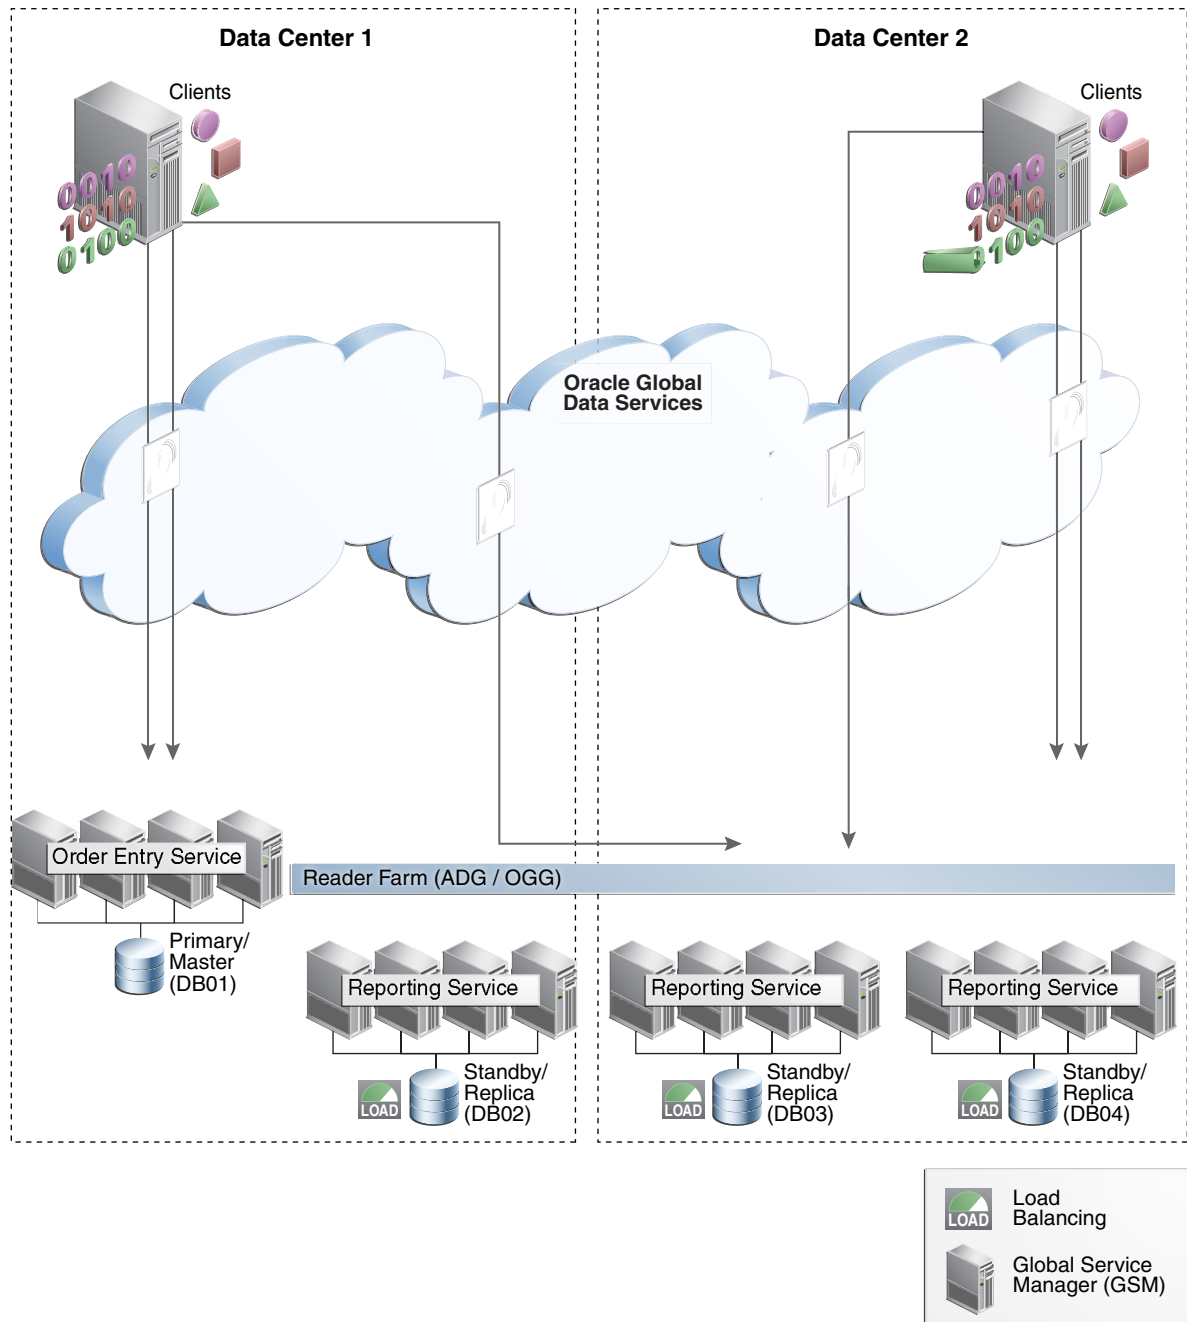 Data Center 1
Data Center 2
Clients
Clients
0010
1010
0100
0010
1010
0100
Oracle Global
Data Services
Order Entry Service
Reader Farm (ADG / OGG)
Primary/
Master
(DB01)
Reporting Service
Reporting Service
Reporting Service
LOAD
Standby/
Replica
(DB02)
LOAD
Standby/
Replica
(DB03)
LOAD
Standby/
Replica
(DB04)
LOAD
Load
Balancing
Global Service
Manager (GSM)